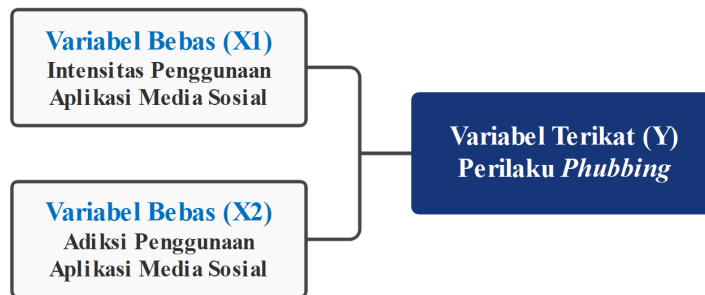 Variabel Bebas (X1)
Intensitas Penggunaan
Aplikasi Media Sosial
Variabel Terikat (Y)
Perilaku Phubbing
Variabel Bebas (X2)
Adiksi Penggunaan
Aplikasi Media Sosial